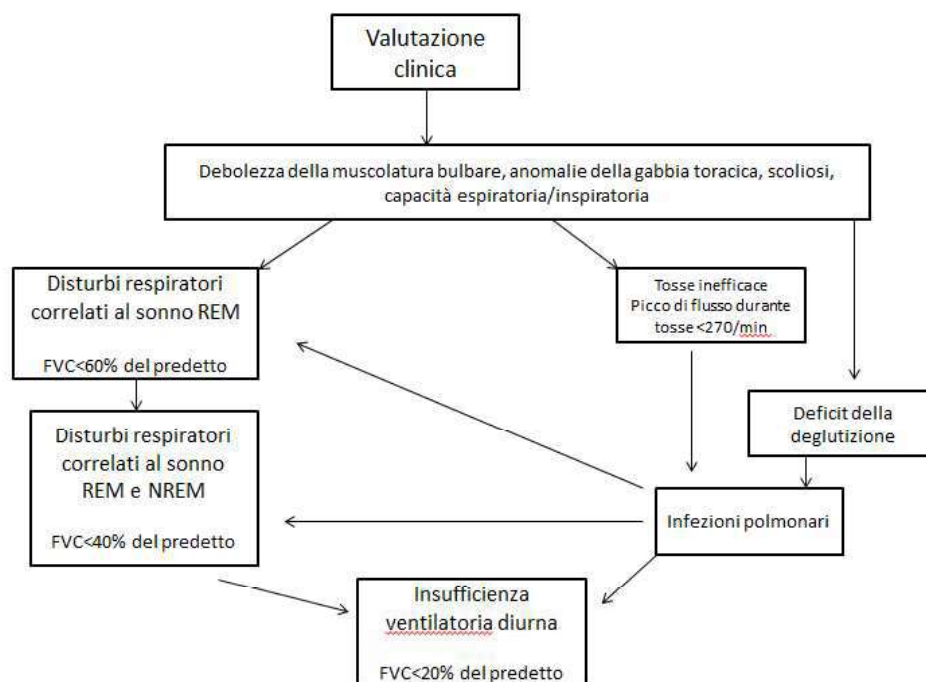 Valutazione
clinica
Debolezza della muscolatura bulbare, anomalie della gabbia toracica, scoliosi,
capacità espiratoria/inspiratoria
Disturbi respiratori
correlati al sonno REM
FVC<60% del predetto
Tosse inefficace
Picco di flusso durante
tosse <270/min
Disturbi respiratori
correlati al sonno
REM e NREM
FVC<40% del predetto
Deficit della
deglutizione
Infezioni polmonari
Insufficienza
ventilatoria diurna
FVC<20% del predetto